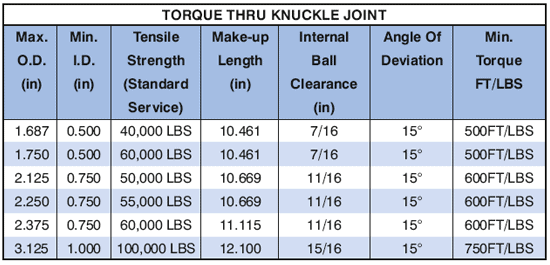 TORQUE THRU KNUCKLE JOINT
Max. O.D. (in) Min. I.D. (in) Tensile Strength (Standard Service) Make-up Length (in) Internal Ball Clearance (in) Angle Of Deviation Min. Torque FT/LBS
1.687 0.500 40,000 LBS 10.461 7/16 15° 500FT/LBS
1.750 0.500 60,000 LBS 10.461 7/16 15° 500FT/LBS
2.125 0.750 50,000 LBS 10.669 11/16 15° 600FT/LBS
2.250 0.750 55,000 LBS 10.669 11/16 15° 600FT/LBS
2.375 0.750 60,000 LBS 11.115 11/16 15° 600FT/LBS
3.125 1.000 100,000 LBS 12.100 15/16 15° 750FT/LBS